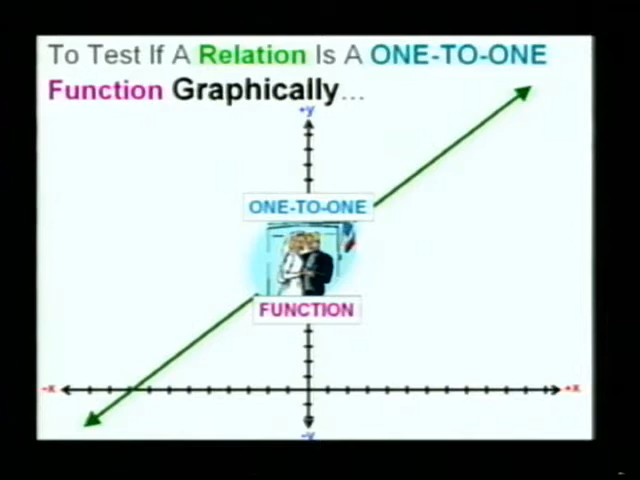 To Test If A Relation Is A ONE-TO-ONE
Function Graphically...
+y
ONE-TO-ONE
FUNCTION
-x
+x
-y